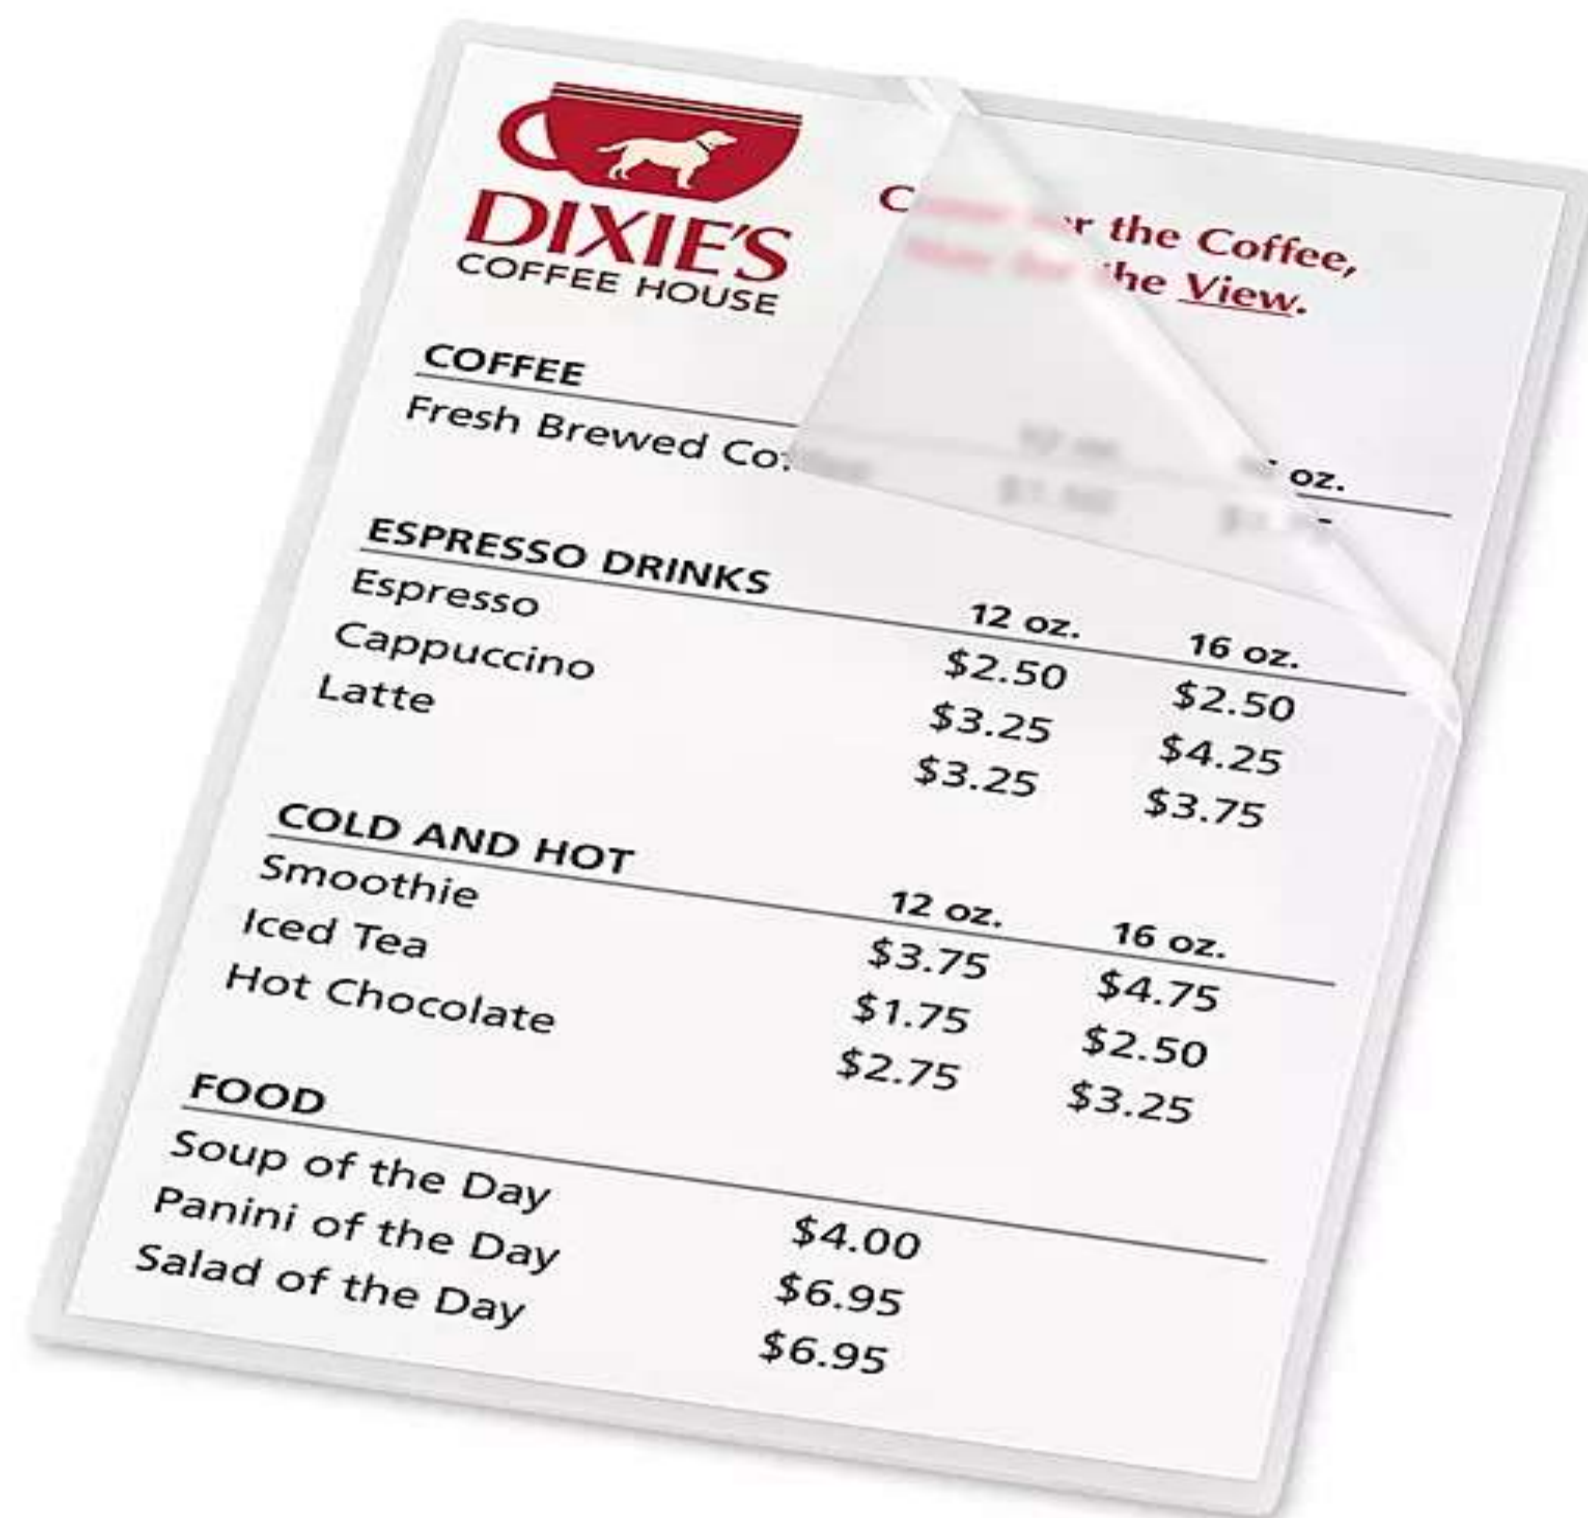 DIXIE'S
COFFEE HOUSE
the Coffee,
the View.
COFFEE
oz.
Fresh Brewed
ESPRESSO DRINKS 12 oz. 16 oz.
Espresso $2.50 $2.50
Cappuccino $3.25 $4.25
Latte $3.25 $3.75
COLD AND HOT 12 oz. 16 oz.
Smoothie $3.75 $4.75
Iced Tea $1.75 $2.50
Hot Chocolate $2.75 $3.25
FOOD
Soup of the Day $4.00
Panini of the Day $6.95
Salad of the Day $6.95